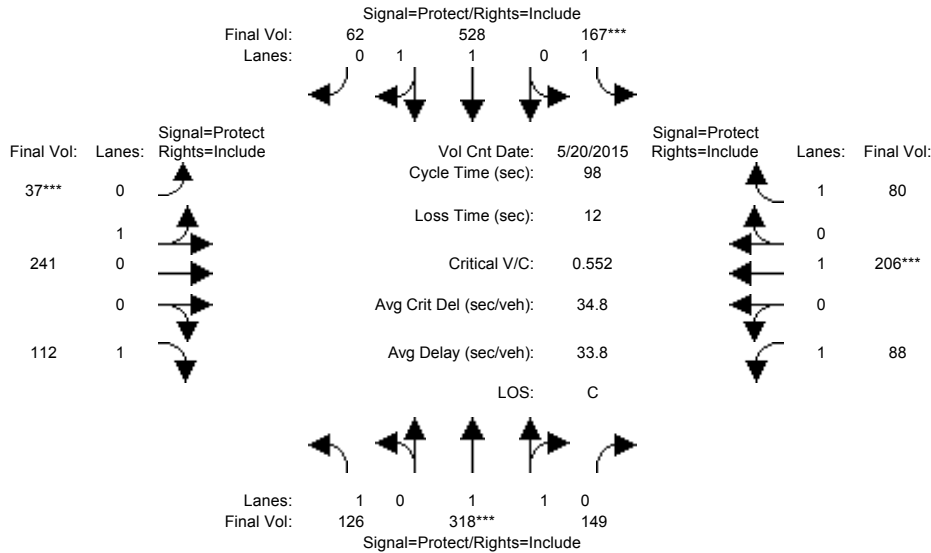 Signal=Protect/Rights=Include
Final Vol: 62 528 167***
Lanes: 0 1 1 0 1
Signal=Protect Signal=Protect
Final Vol: Lanes: Rights=Include Vol Cnt Date: 5/20/2015 Rights=Include Lanes: Final Vol:
Cycle Time (sec): 98
37*** 0 1 80
Loss Time (sec): 12
1 0
241 0 Critical V/C: 0.552 1 206***
0 Avg Crit Del (sec/veh): 34.8 0
112 1 Avg Delay (sec/veh): 33.8 1 88
LOS: C
Lanes: 1 0 1 1 0
Final Vol: 126 318*** 149
Signal=Protect/Rights=Include